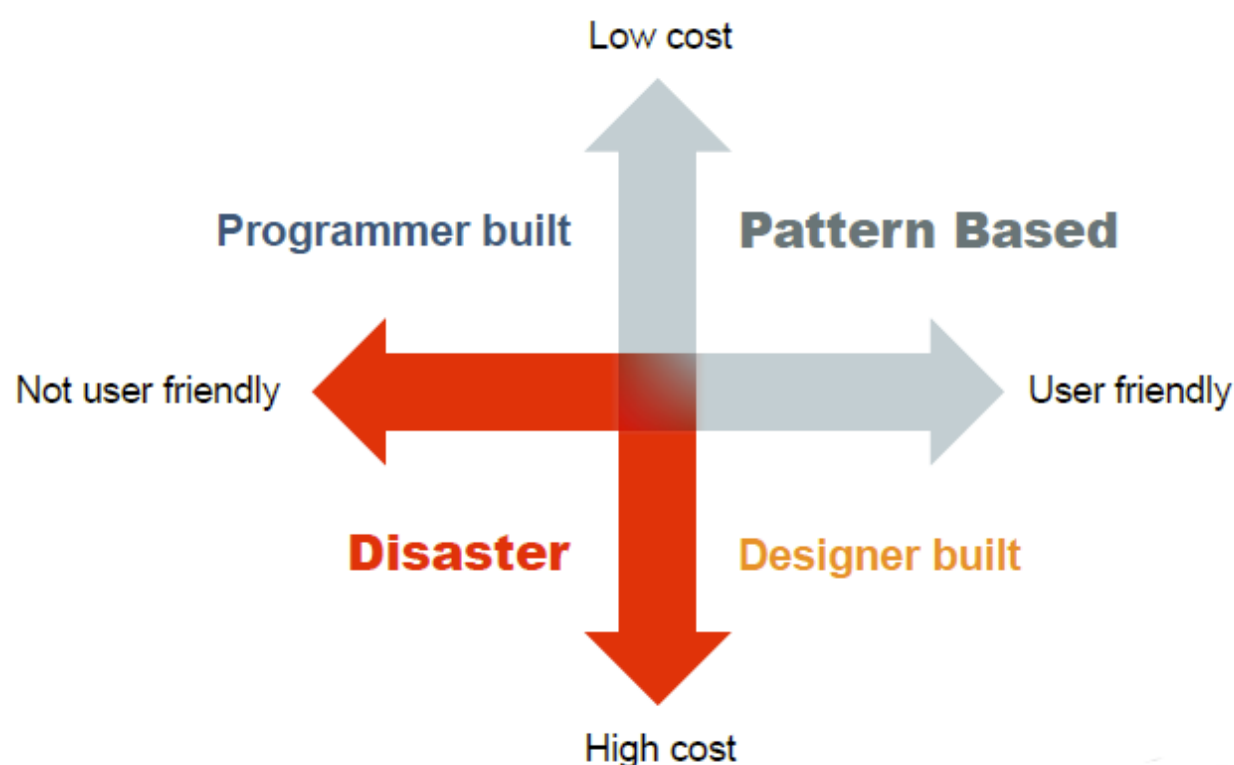 Low cost
Programmer built
Pattern Based
Not user friendly
User friendly
Disaster
Designer built
High cost